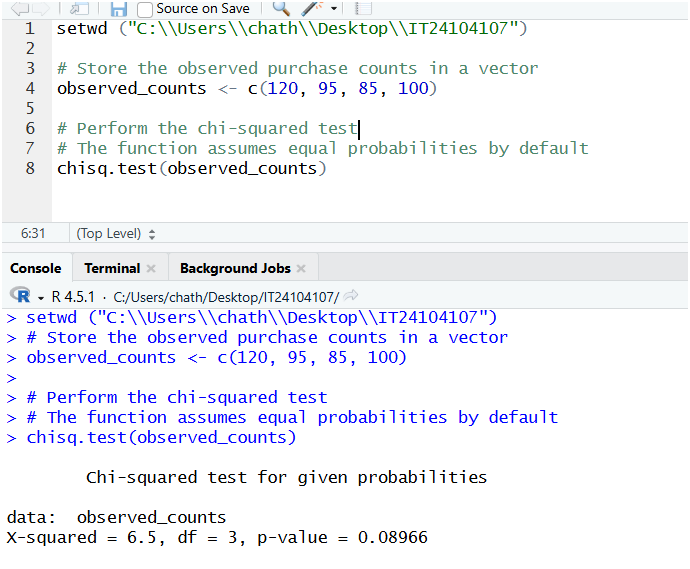 Source on Save
1 setwd ("C:\\Users\\chath\\Desktop\\IT24104107")
2
3 # Store the observed purchase counts in a vector
4 observed_counts <- c(120, 95, 85, 100)
5
6 # Perform the chi-squared test
7 # The function assumes equal probabilities by default
8 chisq.test(observed_counts)
6:31 (Top Level)
Console Terminal Background Jobs
R 4.5.1 · C:/Users/chath/Desktop/IT24104107/
> setwd ("C:\\Users\\chath\\Desktop\\IT24104107")
> # Store the observed purchase counts in a vector
> observed_counts <- c(120, 95, 85, 100)
>
> # Perform the chi-squared test
> # The function assumes equal probabilities by default
> chisq.test(observed_counts)
Chi-squared test for given probabilities
data: observed_counts
X-squared = 6.5, df = 3, p-value = 0.08966